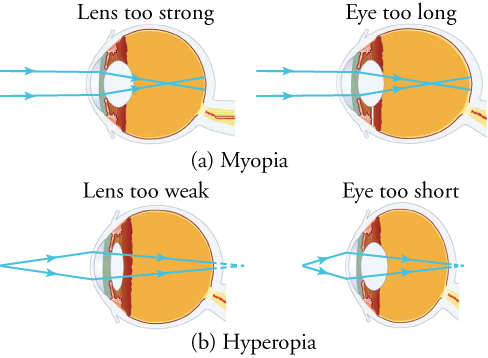 Lens too strong
Eye too long
(a) Myopia
Lens too weak
Eye too short
(b) Hyperopia